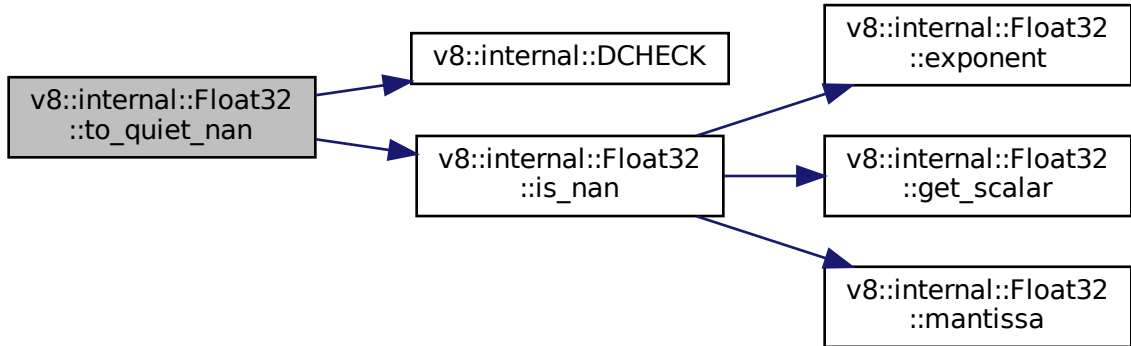 v8::internal::Float32
::to_quiet_nan
v8::internal::DCHECK
v8::internal::Float32
::is_nan
v8::internal::Float32
::exponent
v8::internal::Float32
::get_scalar
v8::internal::Float32
::mantissa